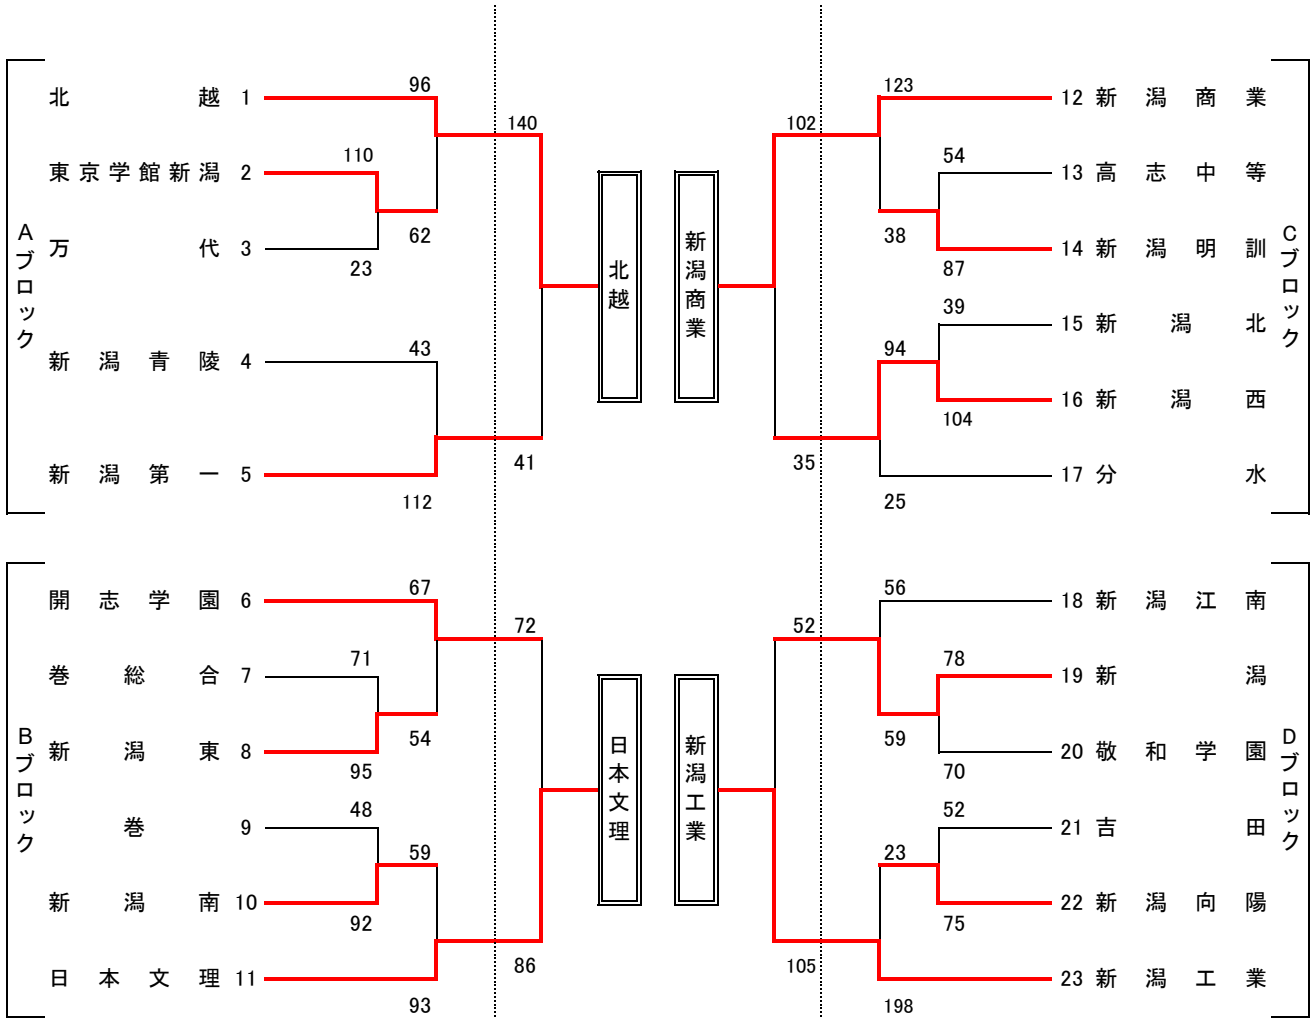 Aブロック
北越 1
96
東京学館新潟 2
110
62
万代 3
23
新潟青陵 4
43
新潟第一 5
112
140
41
北越
Bブロック
開志学園 6
67
巻総合 7
71
54
新潟東 8
95
巻 9
48
59
新潟南 10
92
日本文理 11
93
72
86
日本文理
Cブロック
123
12 新潟商業
54
13 高志中等
38
14 新潟明訓
87
39
15 新潟北
94
16 新潟西
104
17 分水
25
102
35
新潟商業
Dブロック
56
18 新潟江南
78
19 新潟
59
20 敬和学園
70
52
21 吉田
23
22 新潟向陽
75
23 新潟工業
198
52
105
新潟工業